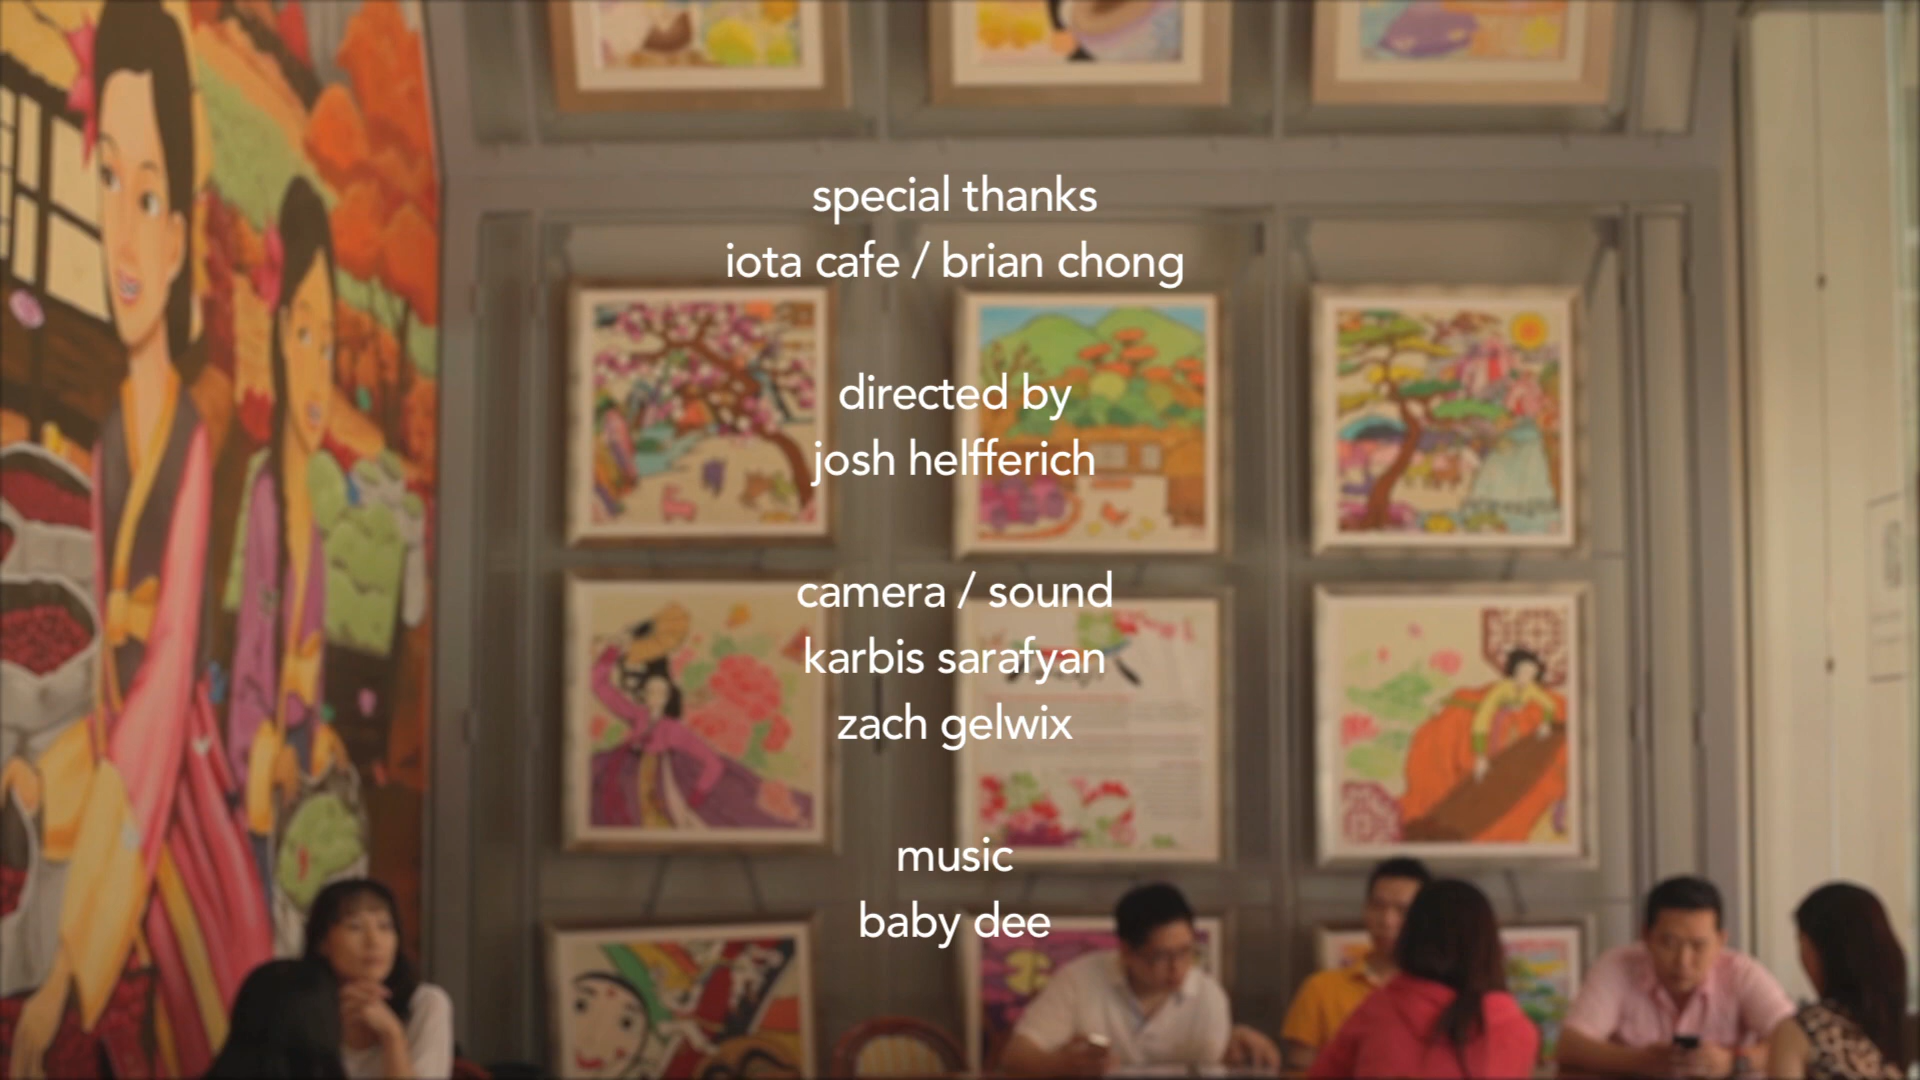 special thanks
iota cafe / brian chong
directed by
josh helfferich
camera / sound
karbis sarafyan
zach gelwix
music
baby dee